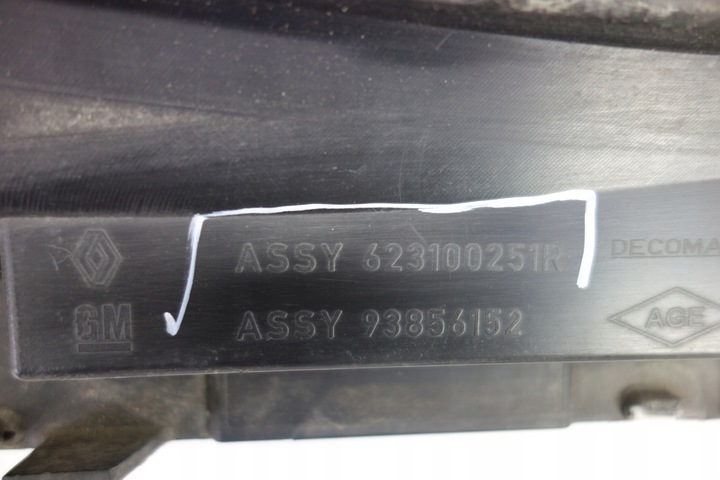 ASSY 623100251R DECOMA
GM ASSY 93856152 AGE